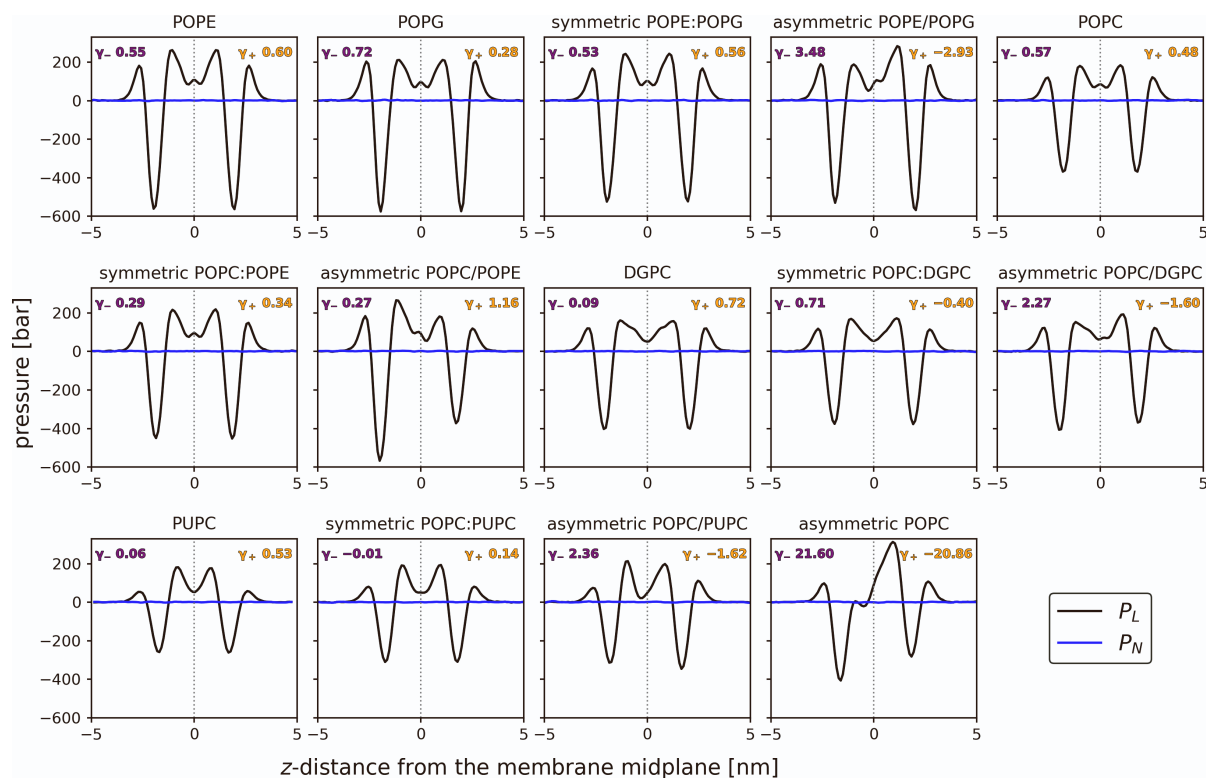 POPE
POPG
symmetric POPE:POPG
asymmetric POPE/POPG
POPC
γ₋ 0.55
γ₊ 0.60
γ₋ 0.72
γ₊ 0.28
γ₋ 0.53
γ₊ 0.56
γ₋ 3.48
γ₊ −2.93
γ₋ 0.57
γ₊ 0.48
200
0
−200
−400
−600
−5 0 5
−5 0 5
−5 0 5
−5 0 5
−5 0 5
symmetric POPC:POPE
asymmetric POPC/POPE
DGPC
symmetric POPC:DGPC
asymmetric POPC/DGPC
γ₋ 0.29
γ₊ 0.34
γ₋ 0.27
γ₊ 1.16
γ₋ 0.09
γ₊ 0.72
γ₋ 0.71
γ₊ −0.40
γ₋ 2.27
γ₊ −1.60
pressure [bar]
200
0
−200
−400
−600
−5 0 5
−5 0 5
−5 0 5
−5 0 5
−5 0 5
PUPC
symmetric POPC:PUPC
asymmetric POPC/PUPC
asymmetric POPC
γ₋ 0.06
γ₊ 0.53
γ₋ −0.01
γ₊ 0.14
γ₋ 2.36
γ₊ −1.62
γ₋ 21.60
γ₊ −20.86
200
0
−200
−400
−600
−5 0 5
−5 0 5
−5 0 5
−5 0 5
P_L
P_N
z-distance from the membrane midplane [nm]